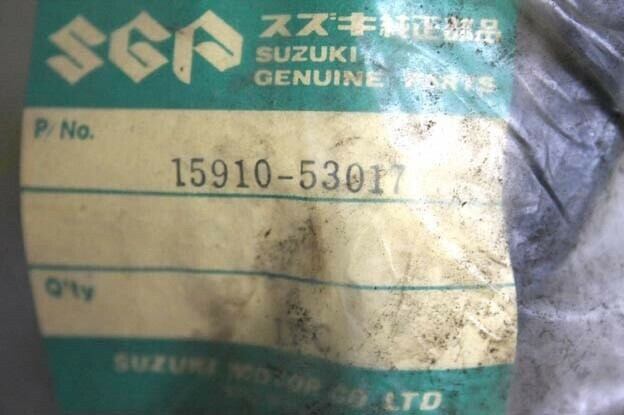 SGP スズキ純正部品
SUZUKI
GENUINE PARTS
P/No.
15910-53017
Q'ty
SUZUKI MOTOR CO LTD